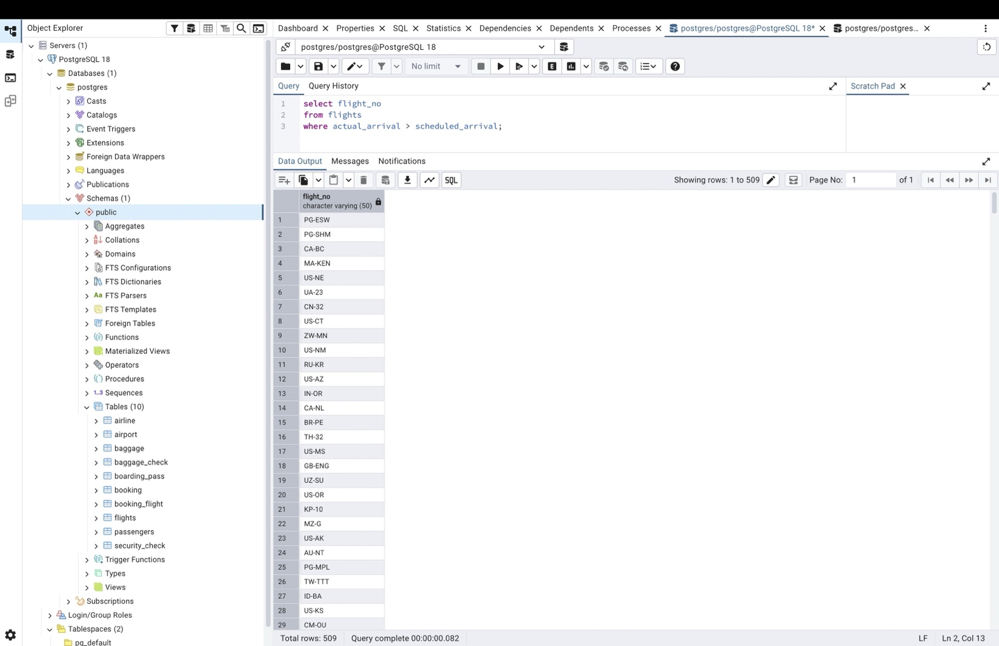 Object Explorer
Servers (1)
PostgreSQL 18
Databases (1)
postgres
Casts
Catalogs
Event Triggers
Extensions
Foreign Data Wrappers
Languages
Publications
Schemas (1)
public
Aggregates
Collations
Domains
FTS Configurations
FTS Dictionaries
Aa FTS Parsers
FTS Templates
Foreign Tables
Functions
Materialized Views
Operators
Procedures
1..3 Sequences
Tables (10)
airline
airport
baggage
baggage_check
boarding_pass
booking
booking_flight
flights
passengers
security_check
Trigger Functions
Types
Views
Subscriptions
Login/Group Roles
Tablespaces (2)
pg_default
Dashboard Properties SQL Statistics Dependencies Dependents Processes postgres/postgres@PostgreSQL 18* postgres/postgres...
postgres/postgres@PostgreSQL 18
No limit
Query Query History
Scratch Pad
1 select flight_no
2 from flights
3 where actual_arrival > scheduled_arrival;
Data Output Messages Notifications
SQL Showing rows: 1 to 509 Page No: 1 of 1
flight_no
character varying (50)
1 PG-ESW
2 PG-SHM
3 CA-BC
4 MA-KEN
5 US-NE
6 UA-23
7 CN-32
8 US-CT
9 ZW-MN
10 US-NM
11 RU-KR
12 US-AZ
13 IN-OR
14 CA-NL
15 BR-PE
16 TH-32
17 US-MS
18 GB-ENG
19 UZ-SU
20 US-OR
21 KP-10
22 MZ-G
23 US-AK
24 AU-NT
25 PG-MPL
26 TW-TTT
27 ID-BA
28 US-KS
29 CM-OU
Total rows: 509 Query complete 00:00:00.082 LF Ln 2, Col 13